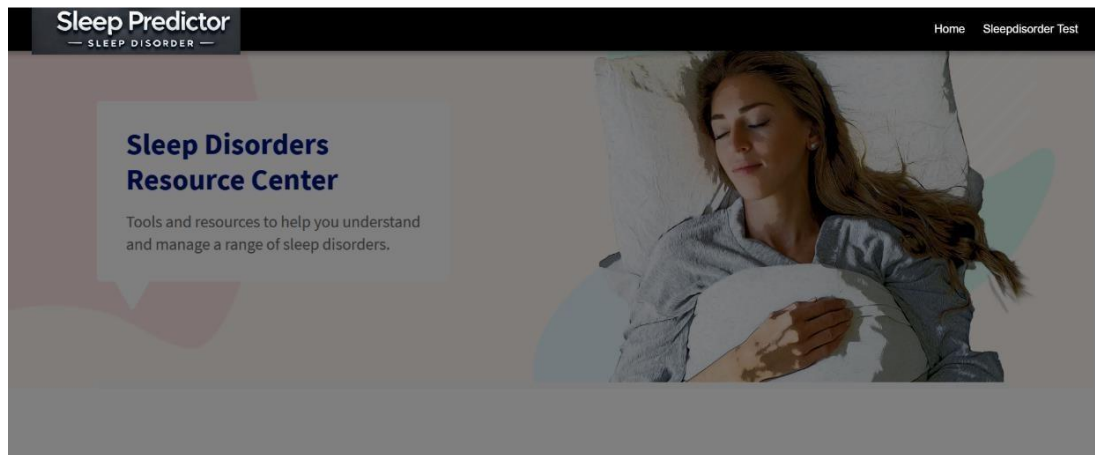 Sleep Predictor
— SLEEP DISORDER —
Home Sleepdisorder Test
Sleep Disorders
Resource Center
Tools and resources to help you understand
and manage a range of sleep disorders.